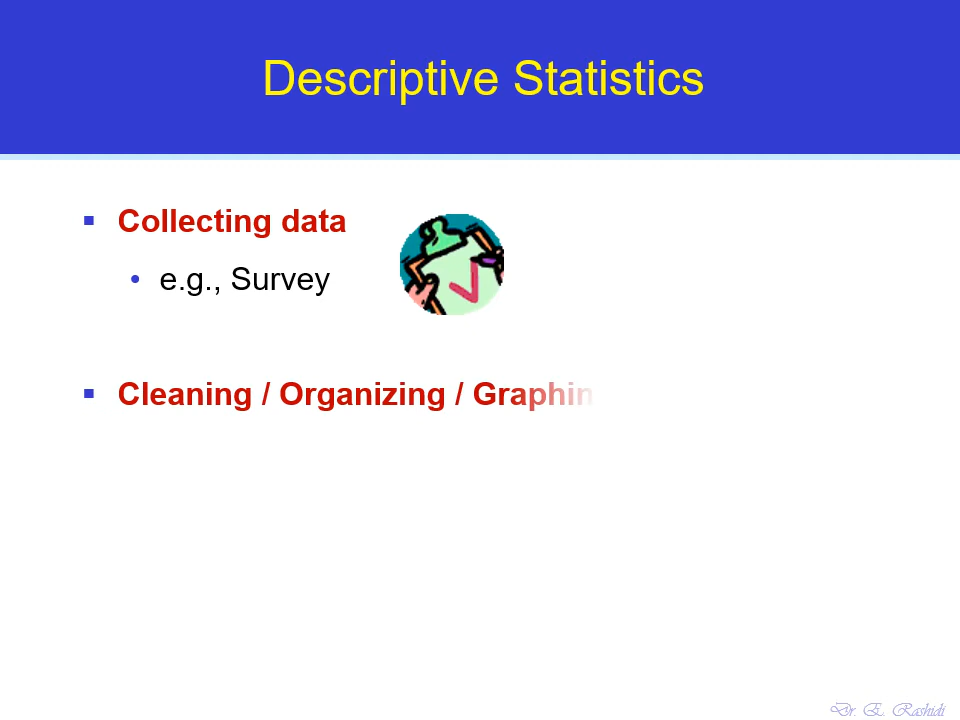 Descriptive Statistics
Collecting data
e.g., Survey
Cleaning / Organizing / Graphin
Dr. E. Rashidi